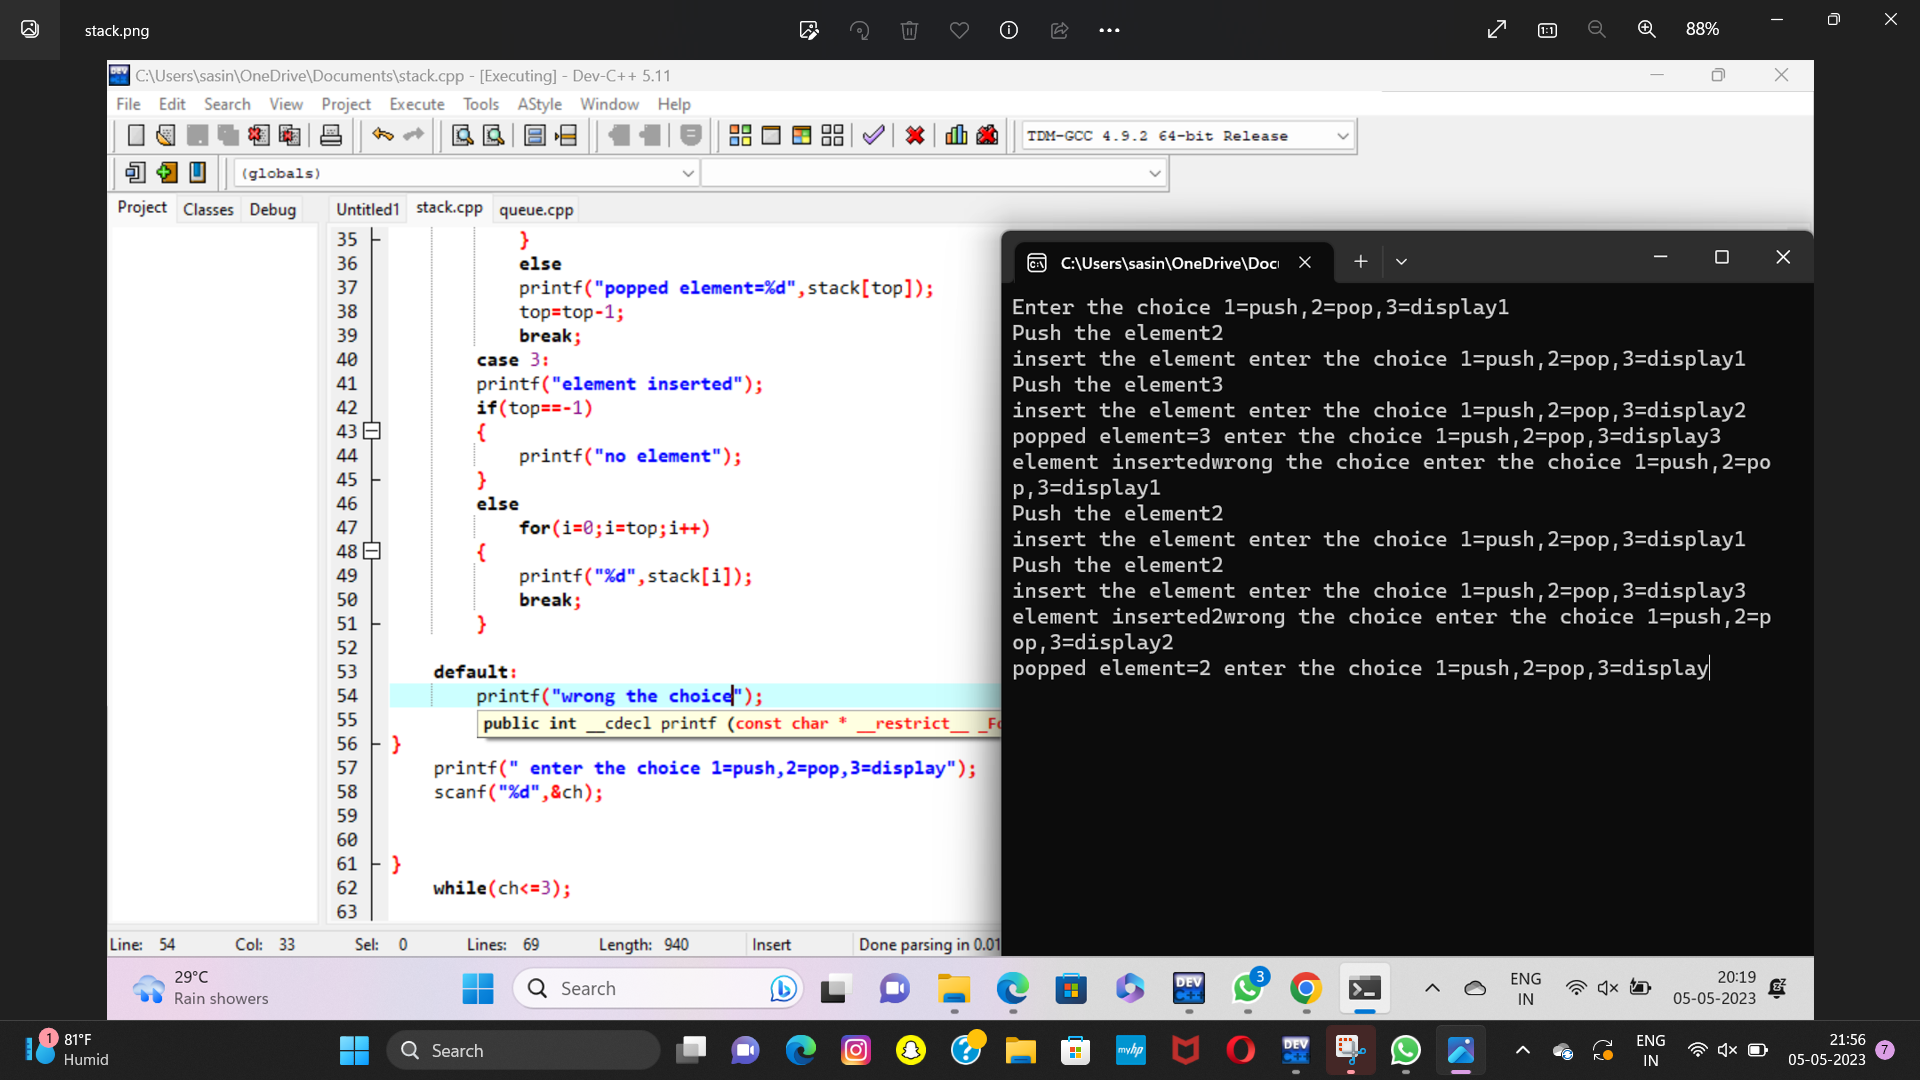 stack.png
88%
C:\Users\sasin\OneDrive\Documents\stack.cpp - [Executing] - Dev-C++ 5.11
File Edit Search View Project Execute Tools AStyle Window Help
TDM-GCC 4.9.2 64-bit Release
(globals)
Project Classes Debug Untitled1 stack.cpp queue.cpp
35 }
36 else
37 printf("popped element=%d",stack[top]);
38 top=top-1;
39 break;
40 case 3:
41 printf("element inserted");
42 if(top==-1)
43 {
44 printf("no element");
45 }
46 else
47 for(i=0;i=top;i++)
48 {
49 printf("%d",stack[i]);
50 break;
51 }
52
53 default:
54 printf("wrong the choice");
55 public int __cdecl printf (const char * __restrict__ _Fo
56 }
57 printf(" enter the choice 1=push,2=pop,3=display");
58 scanf("%d",&ch);
59
60
61 }
62 while(ch<=3);
63
C:\Users\sasin\OneDrive\Doc
Enter the choice 1=push,2=pop,3=display1
Push the element2
insert the element enter the choice 1=push,2=pop,3=display1
Push the element3
insert the element enter the choice 1=push,2=pop,3=display2
popped element=3 enter the choice 1=push,2=pop,3=display3
element insertedwrong the choice enter the choice 1=push,2=po
p,3=display1
Push the element2
insert the element enter the choice 1=push,2=pop,3=display1
Push the element2
insert the element enter the choice 1=push,2=pop,3=display3
element inserted2wrong the choice enter the choice 1=push,2=p
op,3=display2
popped element=2 enter the choice 1=push,2=pop,3=display
Line: 54 Col: 33 Sel: 0 Lines: 69 Length: 940 Insert Done parsing in 0.01
29°C
Rain showers
Search
DEV
3
ENG
IN
20:19
05-05-2023
1
81°F
Humid
Search
myhp
DEV
ENG
IN
21:56
05-05-2023
7